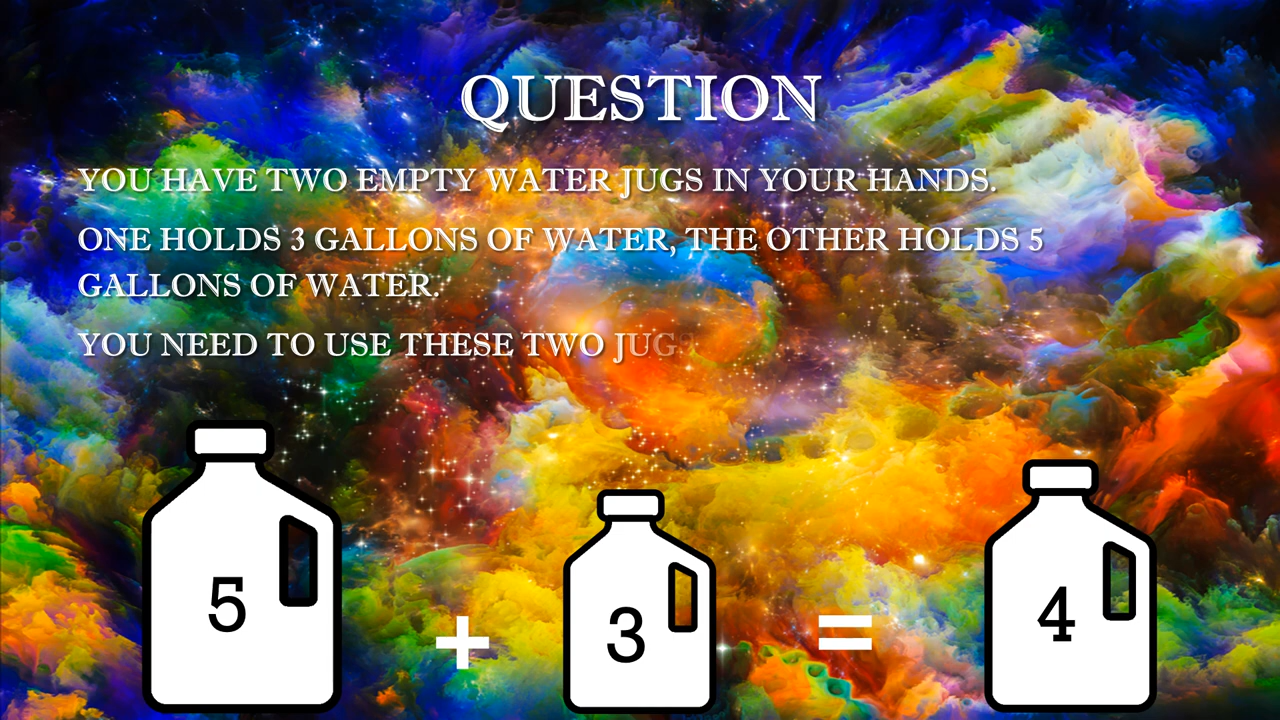 QUESTION
YOU HAVE TWO EMPTY WATER JUGS IN YOUR HANDS.
ONE HOLDS 3 GALLONS OF WATER, THE OTHER HOLDS 5
GALLONS OF WATER.
YOU NEED TO USE THESE TWO JUG
5 + 3 = 4